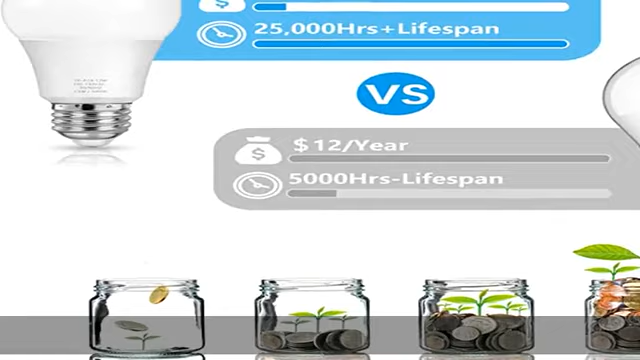 $
25,000Hrs+Lifespan
VS
$12/Year
$
5000Hrs-Lifespan